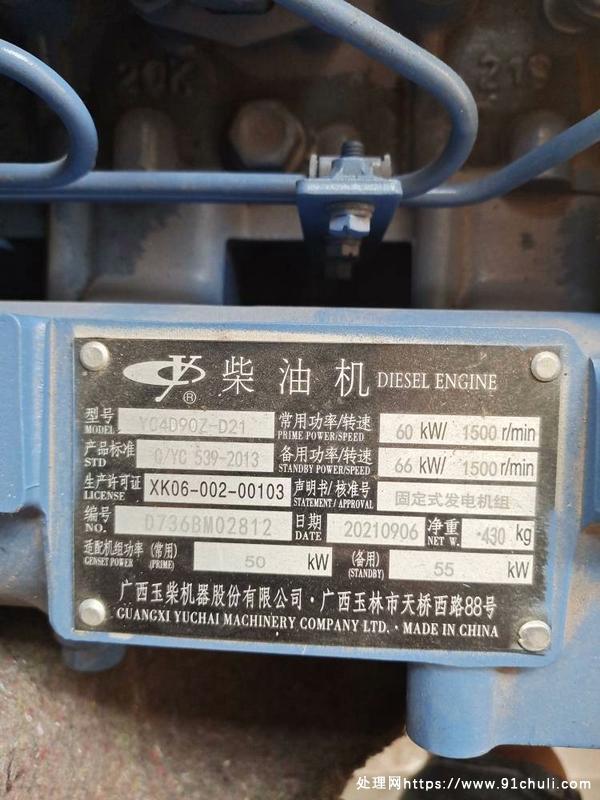 20K
219
YC ® 柴油机 DIESEL ENGINE
型号 TYPE YC4D90Z-D21 常用功率/转速 PRIME POWER/SPEED 60 kW/ 1500 r/min
产品标准 STD Q/YC 539-2013 备用功率/转速 STANDBY POWER/SPEED 66 kW/ 1500 r/min
生产许可证 LICENSE XK06-002-00103 声明书/核准号 STATEMENT / APPROVAL 固定式发电机组
编号 NO. D736BM02812 日期 DATE 20210906 净重 NET W. 430 kg
适配机组功率 GENSET POWER (常用) (PRIME) 50 kW (备用) (STANDBY) 55 kW
广西玉柴机器股份有限公司·广西玉林市天桥西路88号
GUANGXI YUCHAI MACHINERY COMPANY LTD. · MADE IN CHINA
处理网https://www.91chuli.com